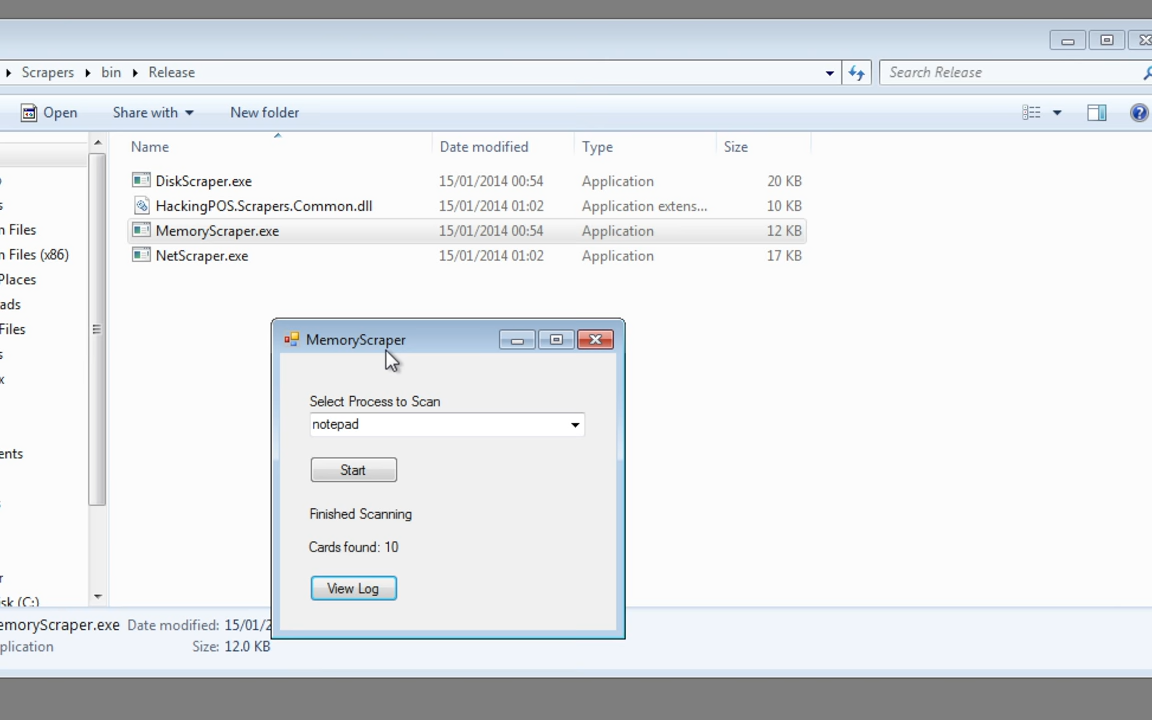 Scrapers bin Release
Search Release
Open Share with New folder
Name Date modified Type Size
DiskScraper.exe 15/01/2014 00:54 Application 20 KB
HackingPOS.Scrapers.Common.dll 15/01/2014 01:02 Application extens... 10 KB
n Files
MemoryScraper.exe 15/01/2014 00:54 Application 12 KB
n Files (x86)
NetScraper.exe 15/01/2014 01:02 Application 17 KB
Places
ads
Files
MemoryScraper
Select Process to Scan
notepad
ents
Start
Finished Scanning
Cards found: 10
View Log
sk (C:)
emoryScraper.exe Date modified: 15/01/2
plication Size: 12.0 KB